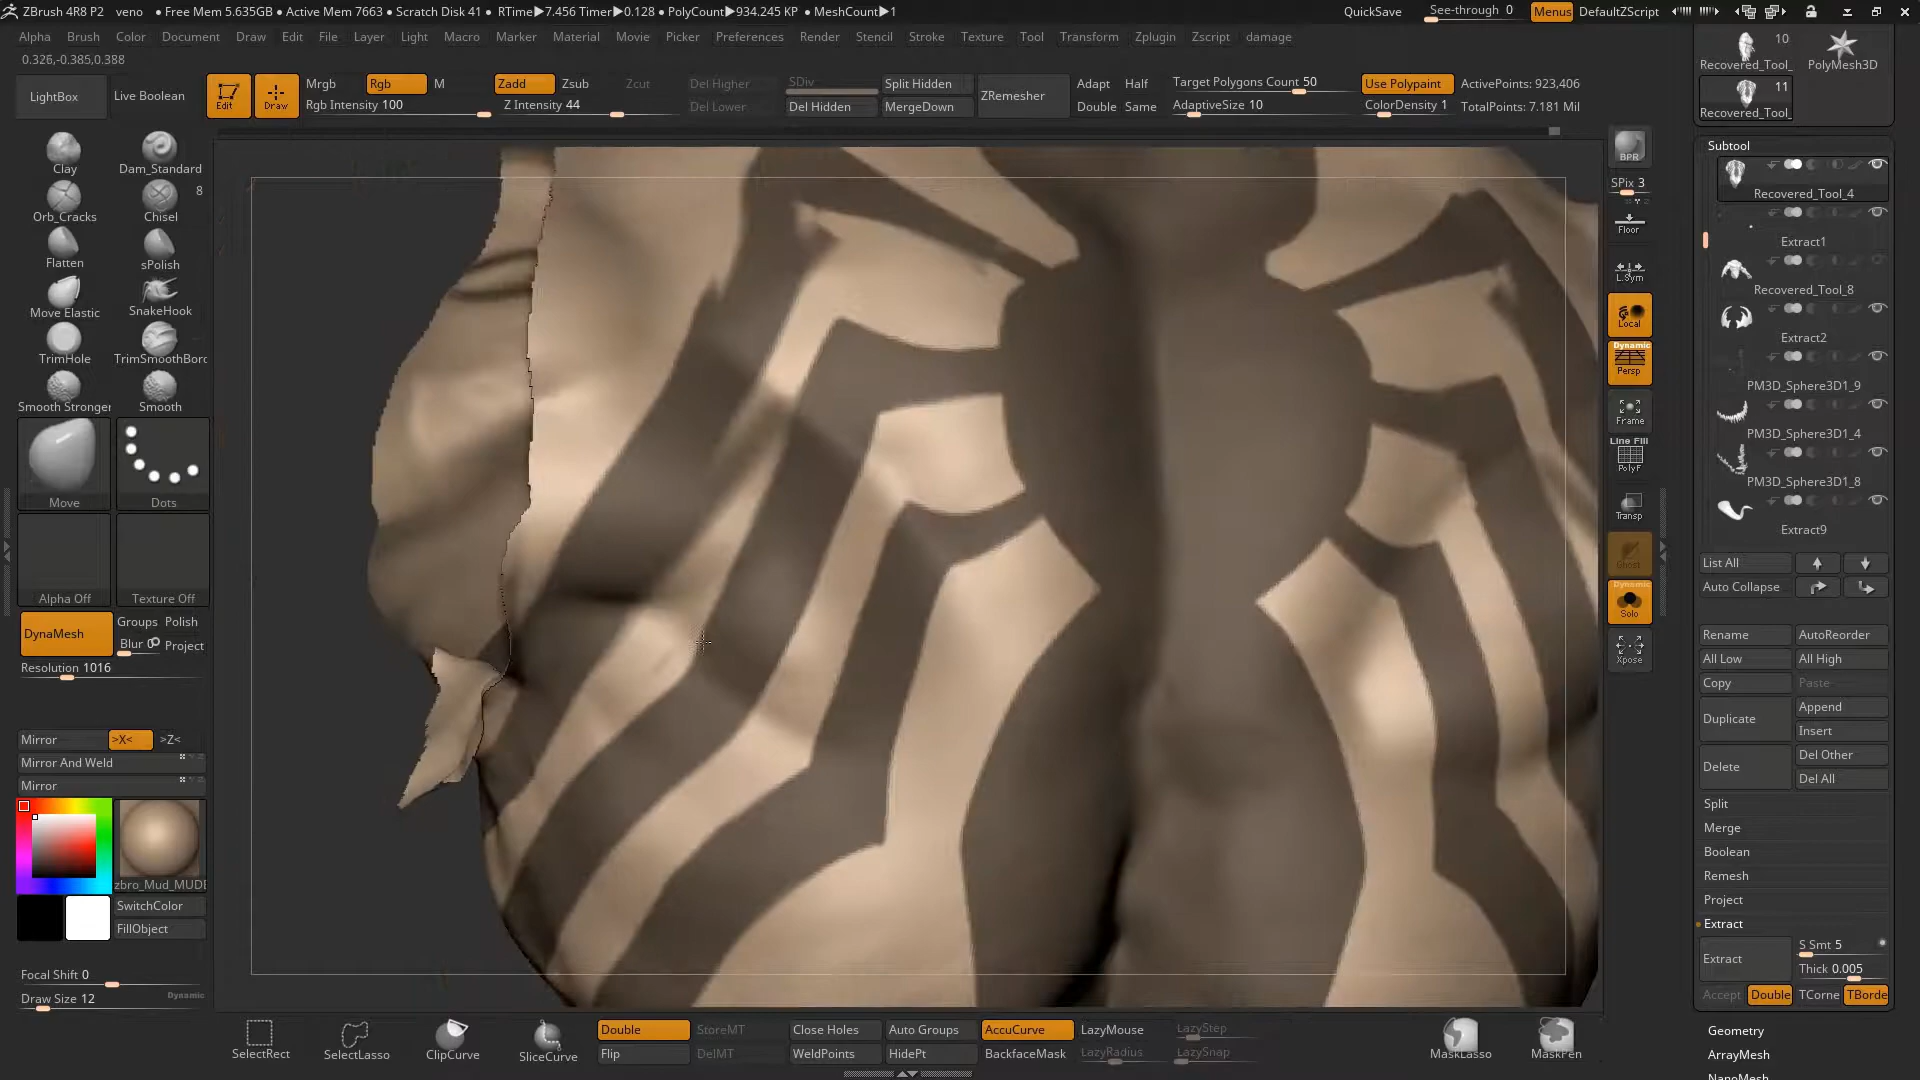 ZBrush 4R8 P2 veno • Free Mem 5.635GB • Active Mem 7663 • Scratch Disk 41 • RTime▶7.456 Timer▶0.128 • PolyCount▶934.245 KP • MeshCount▶1 QuickSave See-through 0 Menus DefaultZScript
Alpha Brush Color Document Draw Edit File Layer Light Macro Marker Material Movie Picker Preferences Render Stencil Stroke Texture Tool Transform Zplugin Zscript damage
0.326,-0.385,0.388
LightBox
Live Boolean
Edit
Draw
Mrgb Rgb M
Rgb Intensity 100
Zadd Zsub Zcut
Z Intensity 44
Del Higher
Del Lower
SDiv
Del Hidden
Split Hidden
MergeDown
ZRemesher
Adapt Half
Double Same
Target Polygons Count 50
AdaptiveSize 10
Use Polypaint
ColorDensity 1
ActivePoints: 923,406
TotalPoints: 7.181 Mil
Clay
Dam_Standard
Orb_Cracks
Chisel
8
Flatten
sPolish
Move Elastic
SnakeHook
TrimHole
TrimSmoothBorc
Smooth Stronger
Smooth
Move
Dots
Alpha Off
Texture Off
DynaMesh
Groups Polish
Blur 0 Project
Resolution 1016
Mirror >X< >Z<
Mirror And Weld
Mirror
zbro_Mud_MUDE
SwitchColor
FillObject
Focal Shift 0
Draw Size 12
Dynamic
BPR
SPix 3
Floor
L.Sym
Local
Dynamic
Persp
Frame
Line Fill
PolyF
Transp
Ghost
Dynamic
Solo
Xpose
10
Recovered_Tool_
PolyMesh3D
11
Recovered_Tool_
Subtool
Recovered_Tool_4
Extract1
Recovered_Tool_8
Extract2
PM3D_Sphere3D1_9
PM3D_Sphere3D1_4
PM3D_Sphere3D1_8
Extract9
List All
Auto Collapse
Rename AutoReorder
All Low All High
Copy Paste
Duplicate
Append
Insert
Delete
Del Other
Del All
Split
Merge
Boolean
Remesh
Project
Extract
Extract
S Smt 5
Thick 0.005
Accept Double TCorne TBorde
Geometry
ArrayMesh
NanoMesh
SelectRect
SelectLasso
ClipCurve
SliceCurve
Double
Flip
StoreMT
DelMT
Close Holes
WeldPoints
Auto Groups
HidePt
AccuCurve
BackfaceMask
LazyMouse
LazyRadius
LazyStep
LazySnap
MaskLasso
MaskPen